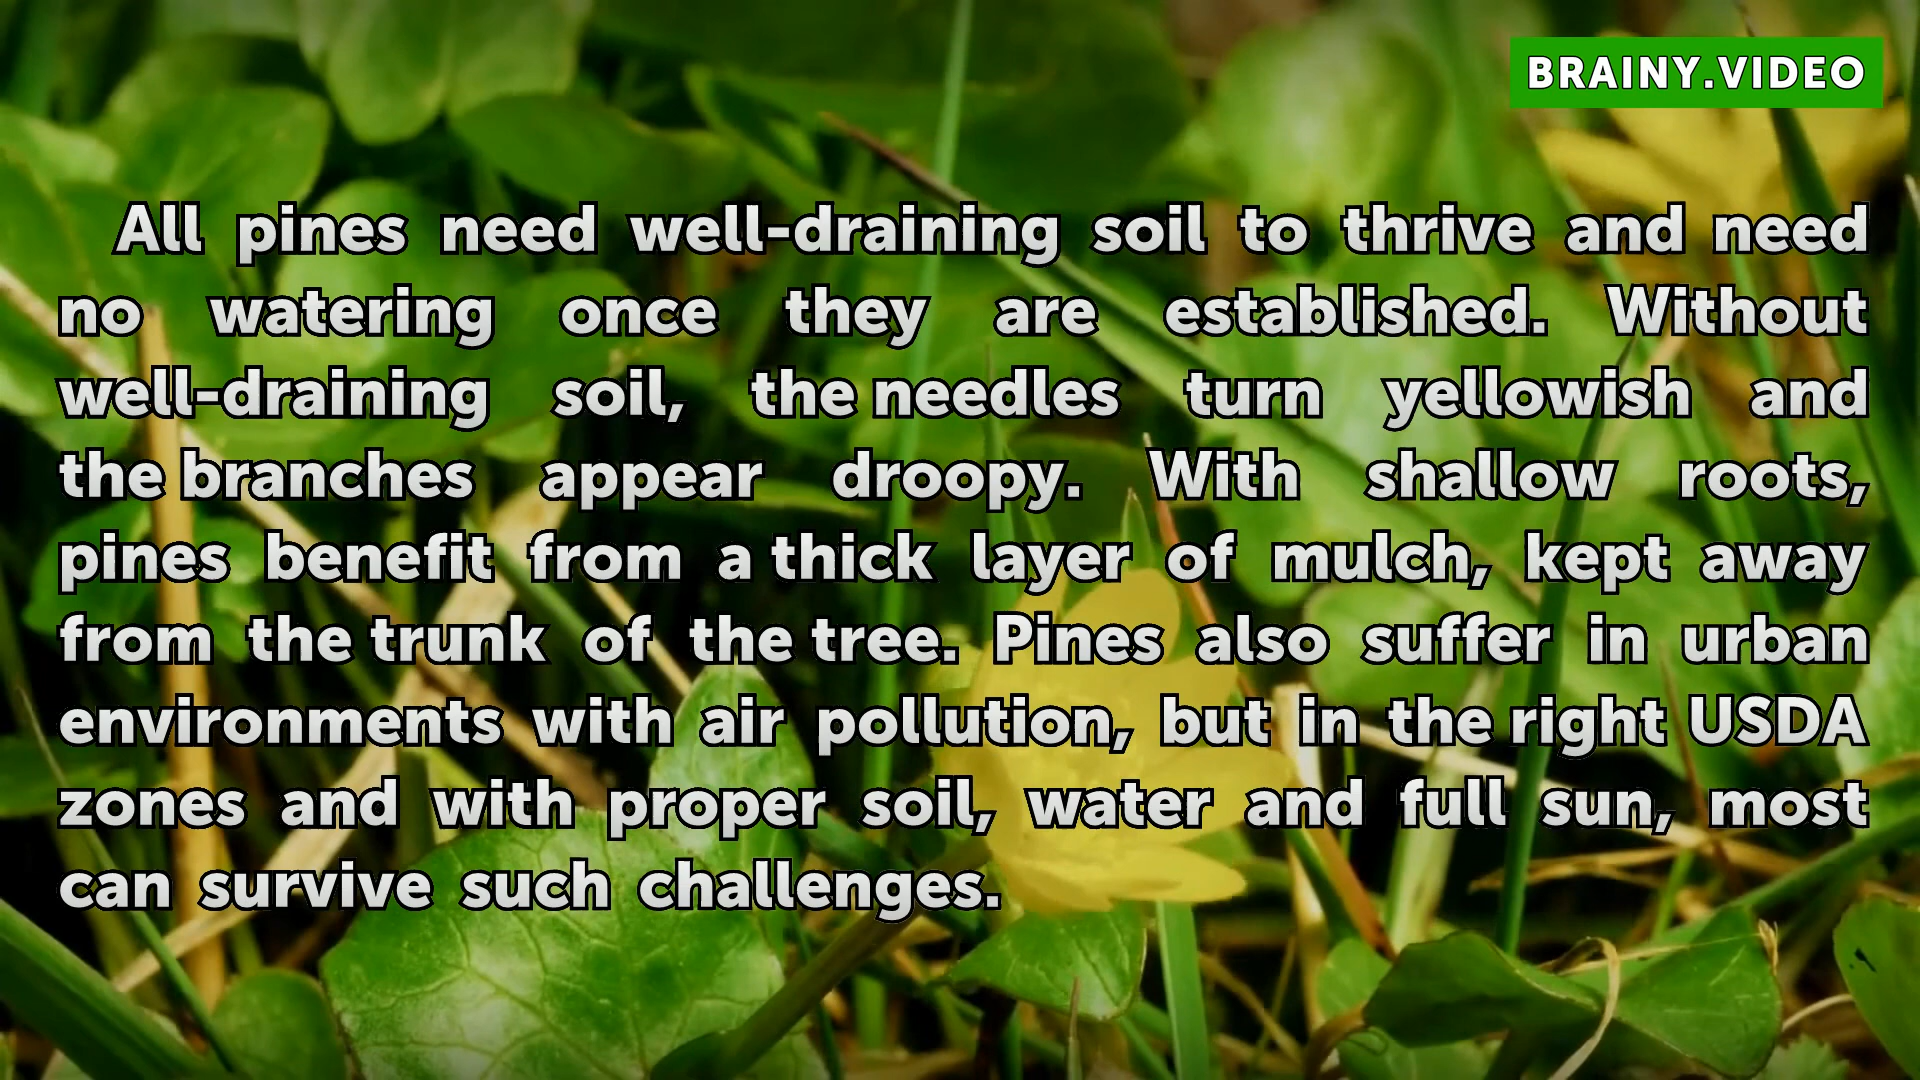 BRAINY.VIDEO
All pines need well-draining soil to thrive and need
no watering once they are established. Without
well-draining soil, the needles turn yellowish and
the branches appear droopy. With shallow roots,
pines benefit from a thick layer of mulch, kept away
from the trunk of the tree. Pines also suffer in urban
environments with air pollution, but in the right USDA
zones and with proper soil, water and full sun, most
can survive such challenges.